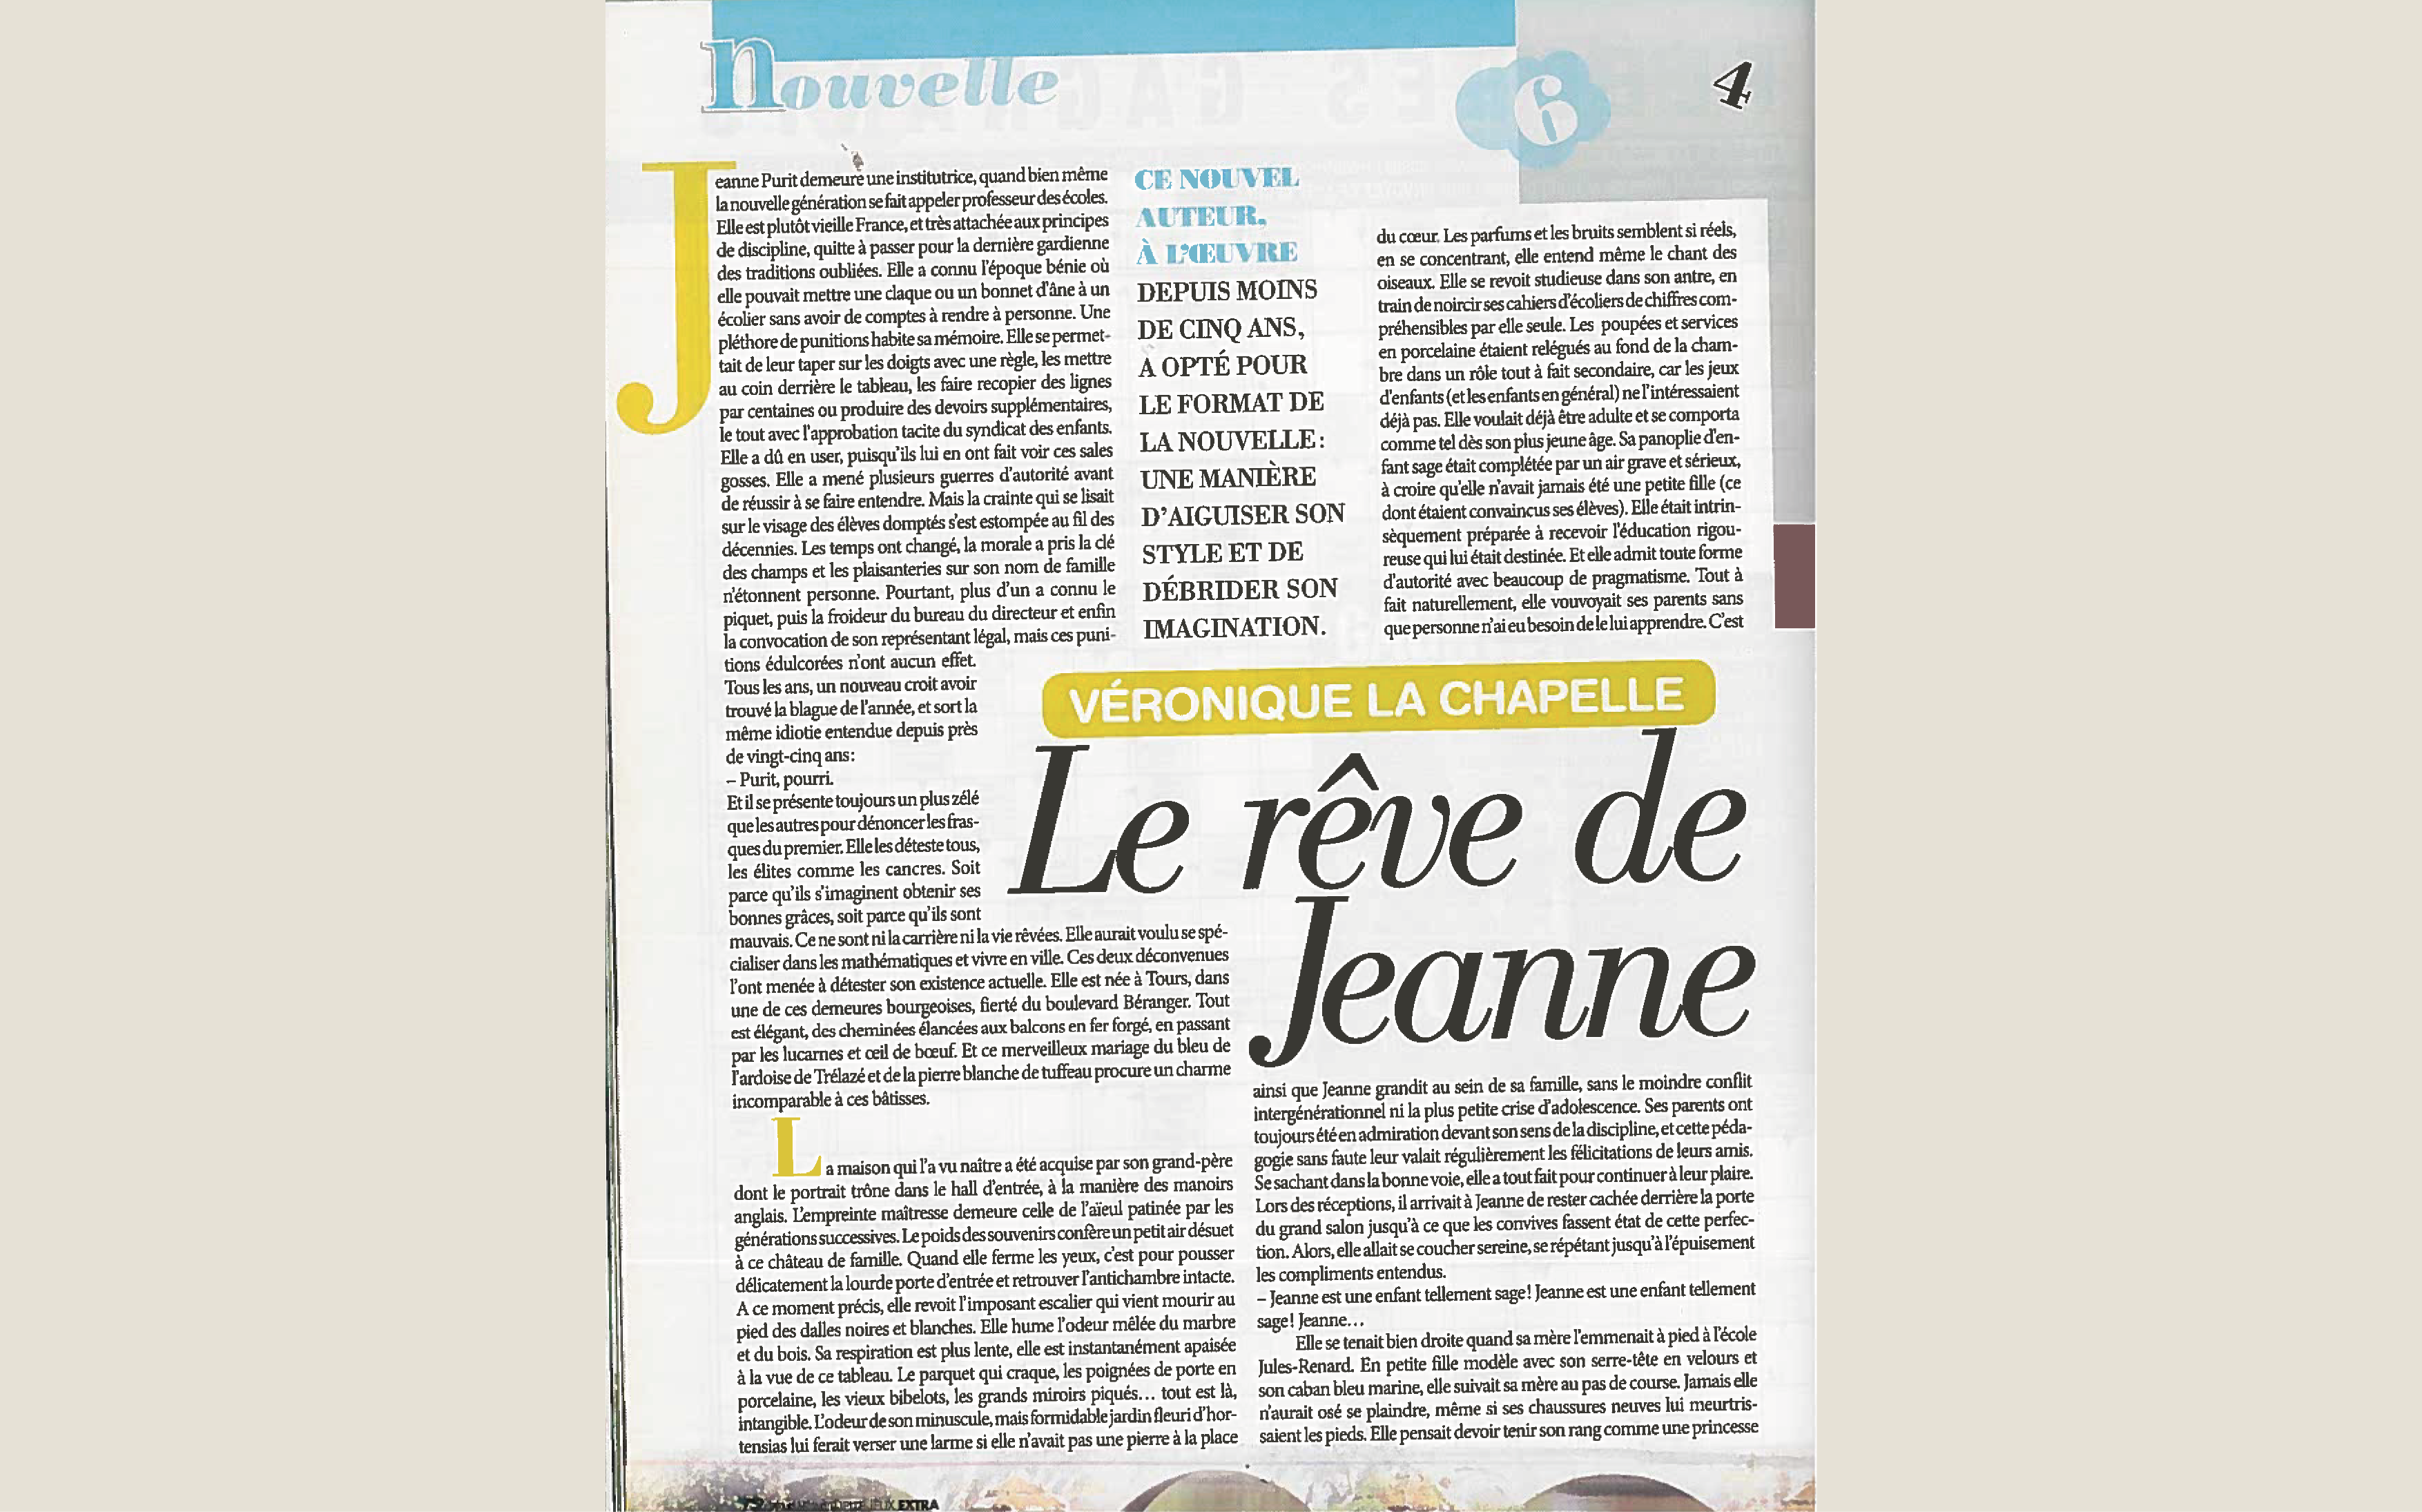 nouvelle
6
4
Jeanne Purit demeure une institutrice, quand bien même
la nouvelle génération se fait appeler professeur des écoles.
Elle est plutôt vieille France, et très attachée aux principes
de discipline, quitte à passer pour la dernière gardienne
des traditions oubliées. Elle a connu l'époque bénie où
elle pouvait mettre une claque ou un bonnet d'âne à un
écolier sans avoir de comptes à rendre à personne. Une
pléthore de punitions habite sa mémoire. Elle se permet-
tait de leur taper sur les doigts avec une règle, les mettre
au coin derrière le tableau, les faire recopier des lignes
par centaines ou produire des devoirs supplémentaires,
le tout avec l'approbation tacite du syndicat des enfants.
Elle a dû en user, puisqu'ils lui en ont fait voir ces sales
gosses. Elle a mené plusieurs guerres d'autorité avant
de réussir à se faire entendre. Mais la crainte qui se lisait
sur le visage des élèves domptés s'est estompée au fil des
décennies. Les temps ont changé, la morale a pris la clé
des champs et les plaisanteries sur son nom de famille
n'étonnent personne. Pourtant, plus d'un a connu le
piquet, puis la froideur du bureau du directeur et enfin
la convocation de son représentant légal, mais ces puni-
tions édulcorées n'ont aucun effet.
Tous les ans, un nouveau croit avoir
trouvé la blague de l'année, et sort la
même idiotie entendue depuis près
de vingt-cinq ans:
– Purit, pourri.
Et il se présente toujours un plus zélé
que les autres pour dénoncer les fras-
ques du premier. Elle les déteste tous,
les élites comme les cancres. Soit
parce qu'ils s'imaginent obtenir ses
bonnes grâces, soit parce qu'ils sont
mauvais. Ce ne sont ni la carrière ni la vie rêvées. Elle aurait voulu se spé-
cialiser dans les mathématiques et vivre en ville. Ces deux déconvenues
l'ont menée à détester son existence actuelle. Elle est née à Tours, dans
une de ces demeures bourgeoises, fierté du boulevard Béranger. Tout
est élégant, des cheminées élancées aux balcons en fer forgé, en passant
par les lucarnes et œil de bœuf. Et ce merveilleux mariage du bleu de
l'ardoise de Trélazé et de la pierre blanche de tuffeau procure un charme
incomparable à ces bâtisses.
La maison qui l'a vu naître a été acquise par son grand-père
dont le portrait trône dans le hall d'entrée, à la manière des manoirs
anglais. L'empreinte maîtresse demeure celle de l'aïeul patinée par les
générations successives. Le poids des souvenirs confère un petit air désuet
à ce château de famille. Quand elle ferme les yeux, c'est pour pousser
délicatement la lourde porte d'entrée et retrouver l'antichambre intacte.
A ce moment précis, elle revoit l'imposant escalier qui vient mourir au
pied des dalles noires et blanches. Elle hume l'odeur mêlée du marbre
et du bois. Sa respiration est plus lente, elle est instantanément apaisée
à la vue de ce tableau. Le parquet qui craque, les poignées de porte en
porcelaine, les vieux bibelots, les grands miroirs piqués… tout est là,
intangible. L'odeur de son minuscule, mais formidable jardin fleuri d'hor-
tensias lui ferait verser une larme si elle n'avait pas une pierre à la place
CE NOUVEL
AUTEUR,
À L'ŒUVRE
DEPUIS MOINS
DE CINQ ANS,
A OPTÉ POUR
LE FORMAT DE
LA NOUVELLE:
UNE MANIÈRE
D'AIGUISER SON
STYLE ET DE
DÉBRIDER SON
IMAGINATION.
du cœur. Les parfums et les bruits semblent si réels,
en se concentrant, elle entend même le chant des
oiseaux. Elle se revoit studieuse dans son antre, en
train de noircir ses cahiers d'écoliers de chiffres com-
préhensibles par elle seule. Les poupées et services
en porcelaine étaient relégués au fond de la cham-
bre dans un rôle tout à fait secondaire, car les jeux
d'enfants (et les enfants en général) ne l'intéressaient
déjà pas. Elle voulait déjà être adulte et se comporta
comme tel dès son plus jeune âge. Sa panoplie d'en-
fant sage était complétée par un air grave et sérieux,
à croire qu'elle n'avait jamais été une petite fille (ce
dont étaient convaincus ses élèves). Elle était intrin-
sèquement préparée à recevoir l'éducation rigou-
reuse qui lui était destinée. Et elle admit toute forme
d'autorité avec beaucoup de pragmatisme. Tout à
fait naturellement, elle vouvoyait ses parents sans
que personne n'ai eu besoin de le lui apprendre. C'est
VÉRONIQUE LA CHAPELLE
Le rêve de
Jeanne
ainsi que Jeanne grandit au sein de sa famille, sans le moindre conflit
intergénérationnel ni la plus petite crise d'adolescence. Ses parents ont
toujours été en admiration devant son sens de la discipline, et cette péda-
gogie sans faute leur valait régulièrement les félicitations de leurs amis.
Se sachant dans la bonne voie, elle a tout fait pour continuer à leur plaire.
Lors des réceptions, il arrivait à Jeanne de rester cachée derrière la porte
du grand salon jusqu'à ce que les convives fassent état de cette perfec-
tion. Alors, elle allait se coucher sereine, se répétant jusqu'à l'épuisement
les compliments entendus.
– Jeanne est une enfant tellement sage! Jeanne est une enfant tellement
sage! Jeanne…
Elle se tenait bien droite quand sa mère l'emmenait à pied à l'école
Jules-Renard. En petite fille modèle avec son serre-tête en velours et
son caban bleu marine, elle suivait sa mère au pas de course. Jamais elle
n'aurait osé se plaindre, même si ses chaussures neuves lui meurtris-
saient les pieds. Elle pensait devoir tenir son rang comme une princesse
JEUX EXTRA